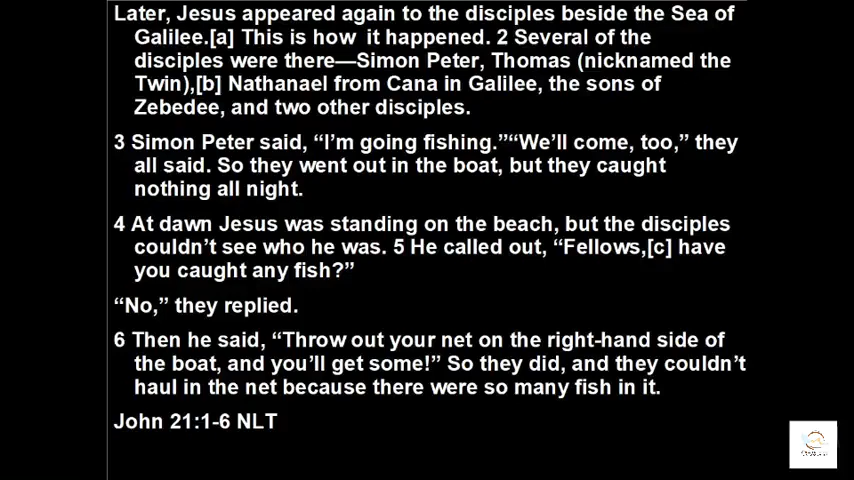 Later, Jesus appeared again to the disciples beside the Sea of
Galilee.[a] This is how it happened. 2 Several of the
disciples were there—Simon Peter, Thomas (nicknamed the
Twin),[b] Nathanael from Cana in Galilee, the sons of
Zebedee, and two other disciples.
3 Simon Peter said, “I’m going fishing.”“We’ll come, too,” they
all said. So they went out in the boat, but they caught
nothing all night.
4 At dawn Jesus was standing on the beach, but the disciples
couldn’t see who he was. 5 He called out, “Fellows,[c] have
you caught any fish?”
“No,” they replied.
6 Then he said, “Throw out your net on the right-hand side of
the boat, and you’ll get some!” So they did, and they couldn’t
haul in the net because there were so many fish in it.
John 21:1-6 NLT